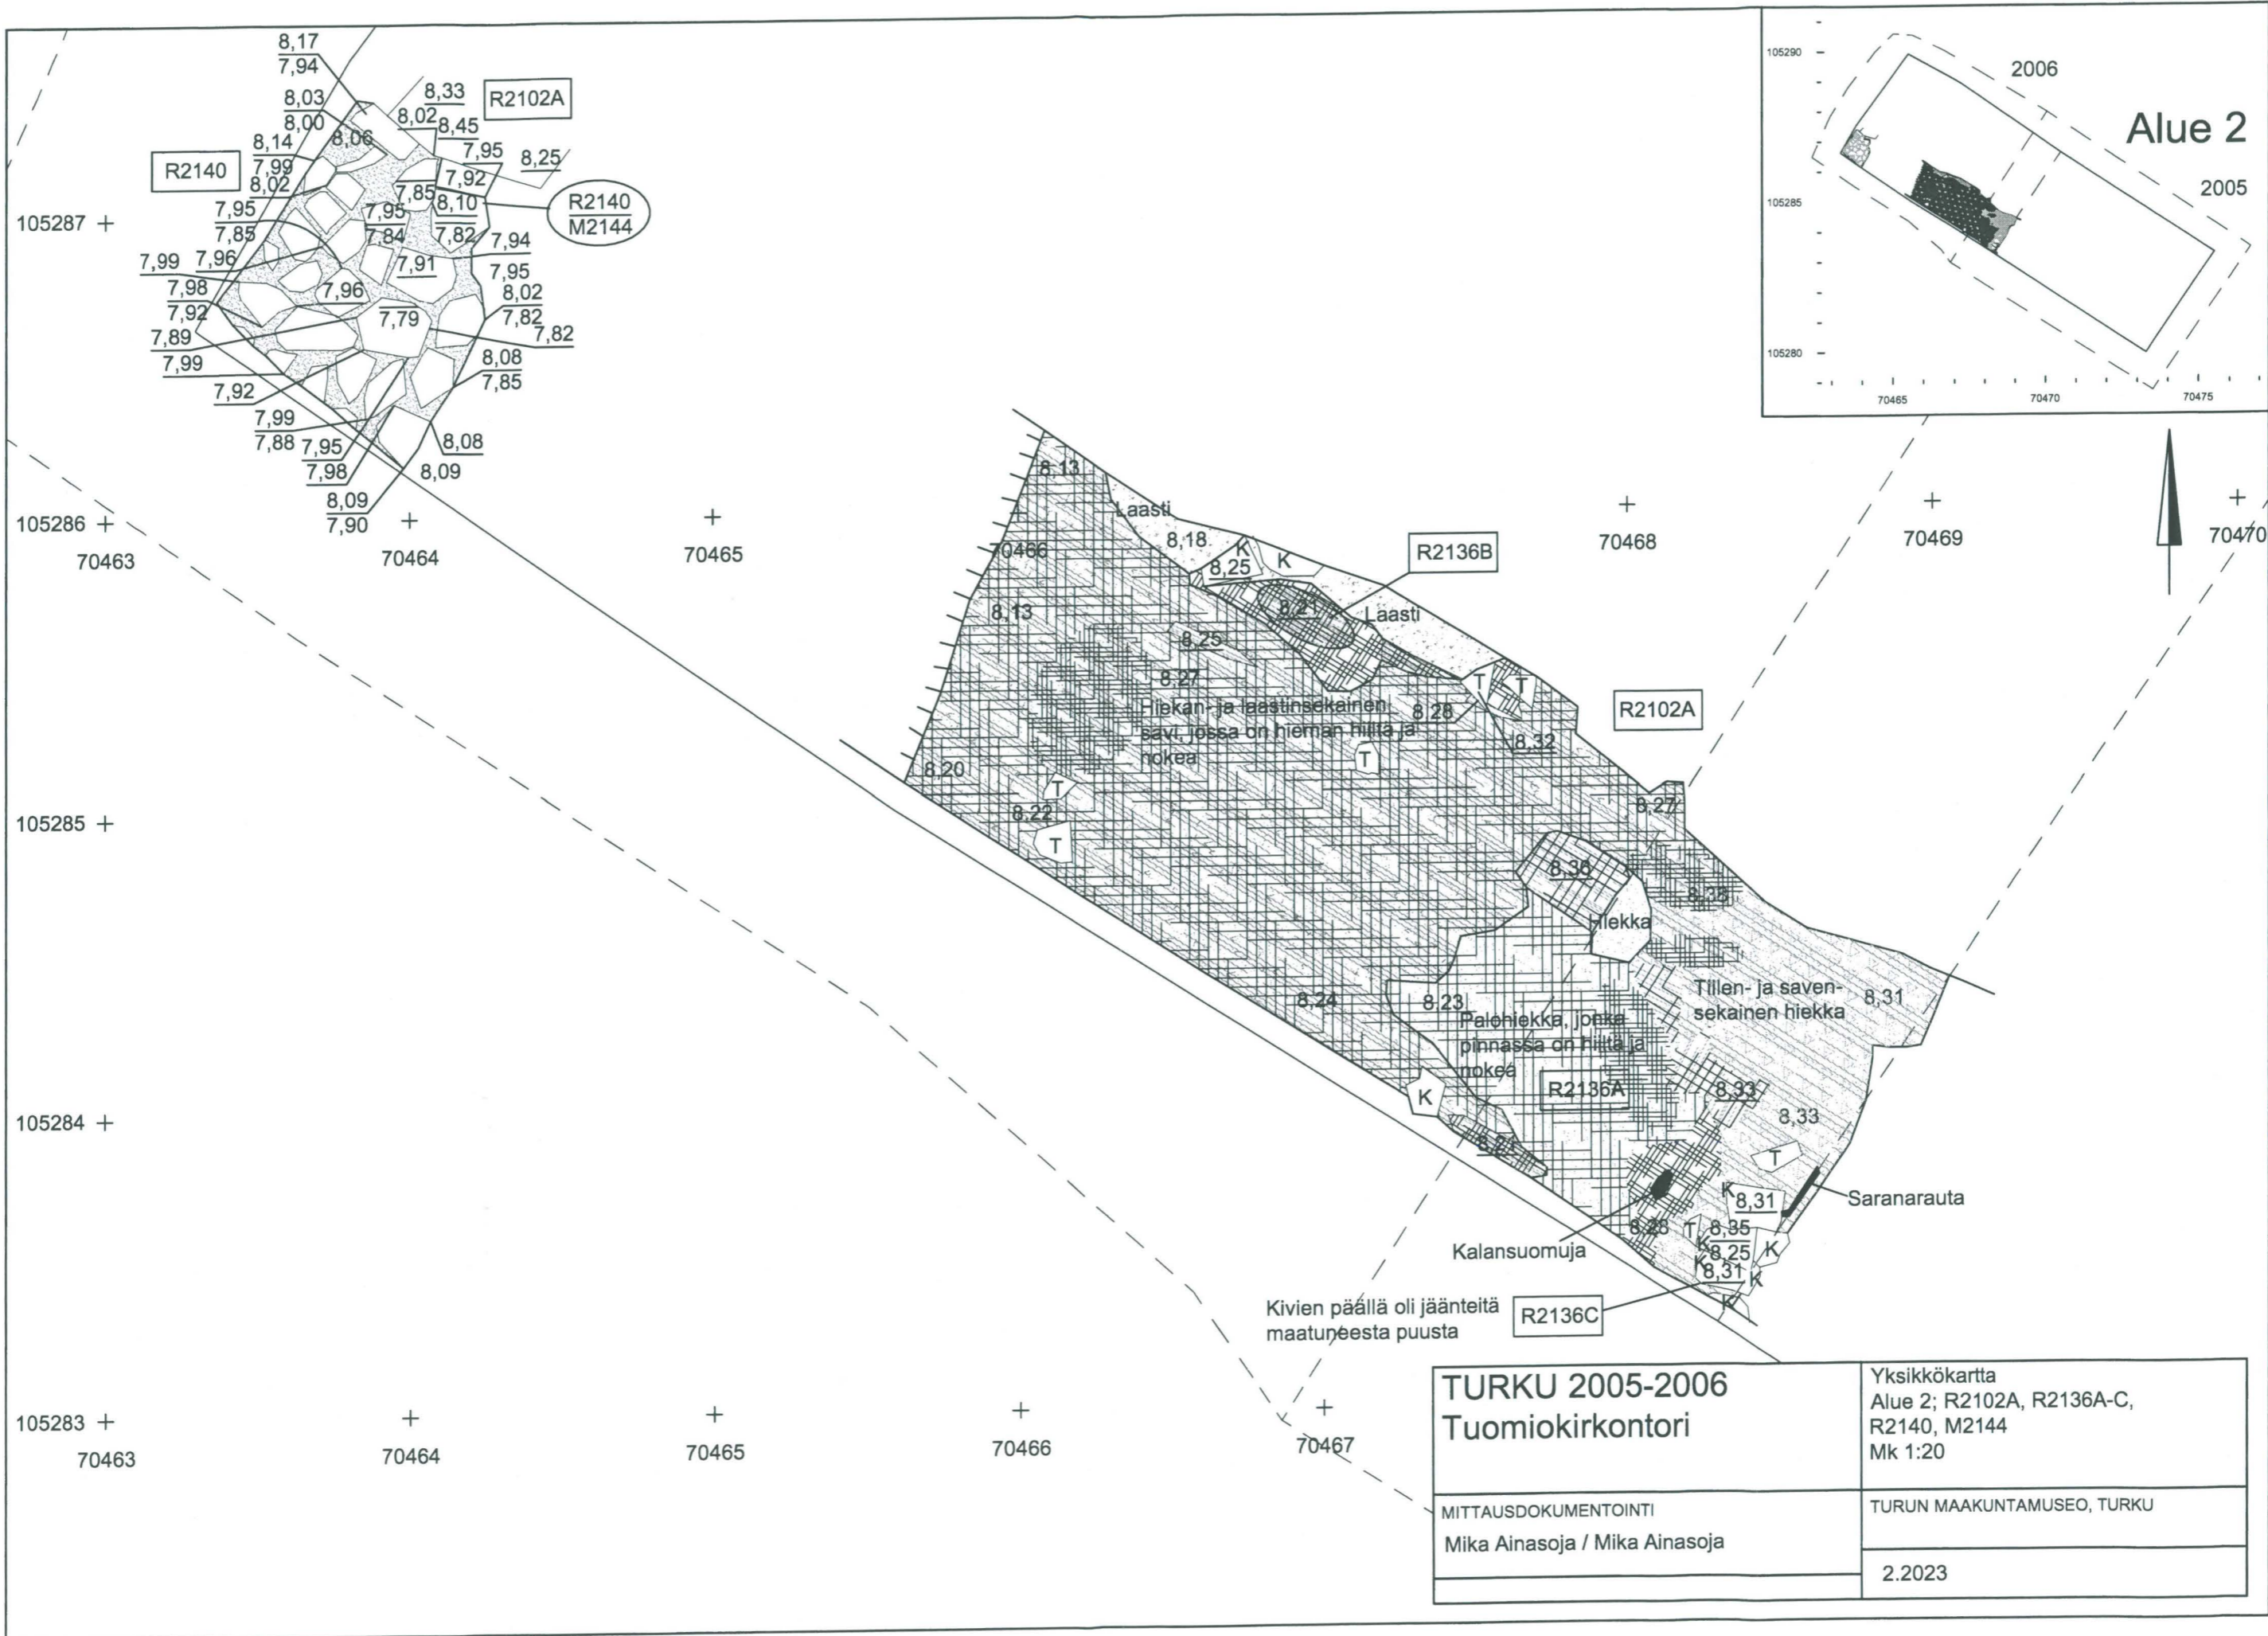 8,17
7,94
8,33
R2102A
8,03
8,00
8,02
8,06
8,45
8,14
7,99
8,02
R2140
7,95
7,92
8,25
7,85
8,10
7,82
R2140
M2144
7,95
7,85
7,95
7,84
7,94
7,96
7,99
7,91
7,95
7,98
7,92
7,96
8,02
7,82
7,79
7,89
7,82
7,99
8,08
7,85
7,92
7,99
7,88
7,95
7,98
8,08
8,09
8,09
7,90
105290
105285
105280
70465
70470
70475
2006
Alue 2
2005
105287
105286
70463
70464
70465
70466
70468
70469
70470
8,13
Laasti
8,18
K
K
8,25
R2136B
8,13
8,21
Laasti
8,25
8,27
T
T
R2102A
Hiekan- ja laastinsekainen
savi, jossa on hieman hiiltä ja
nokea
8,28
8,32
T
8,20
T
8,22
T
8,27
105285
8,36
8,38
Hiekka
8,24
8,23
Palohiekka, jonka
pinnassa on hiiltä ja
nokea
Tiilen- ja saven-
sekainen hiekka
8,31
R2136A
8,33
8,33
K
105284
8,21
T
K
8,31
Saranarauta
8,28
T
8,35
K
8,25
K
K
8,31
K
K
Kalansuomuja
Kivien päällä oli jäänteitä
maatuneesta puusta
R2136C
105283
70463
70464
70465
70466
70467
TURKU 2005-2006
Tuomiokirkontori
Yksikkökartta
Alue 2; R2102A, R2136A-C,
R2140, M2144
Mk 1:20
MITTAUSDOKUMENTOINTI
Mika Ainasoja / Mika Ainasoja
TURUN MAAKUNTAMUSEO, TURKU
2.2023